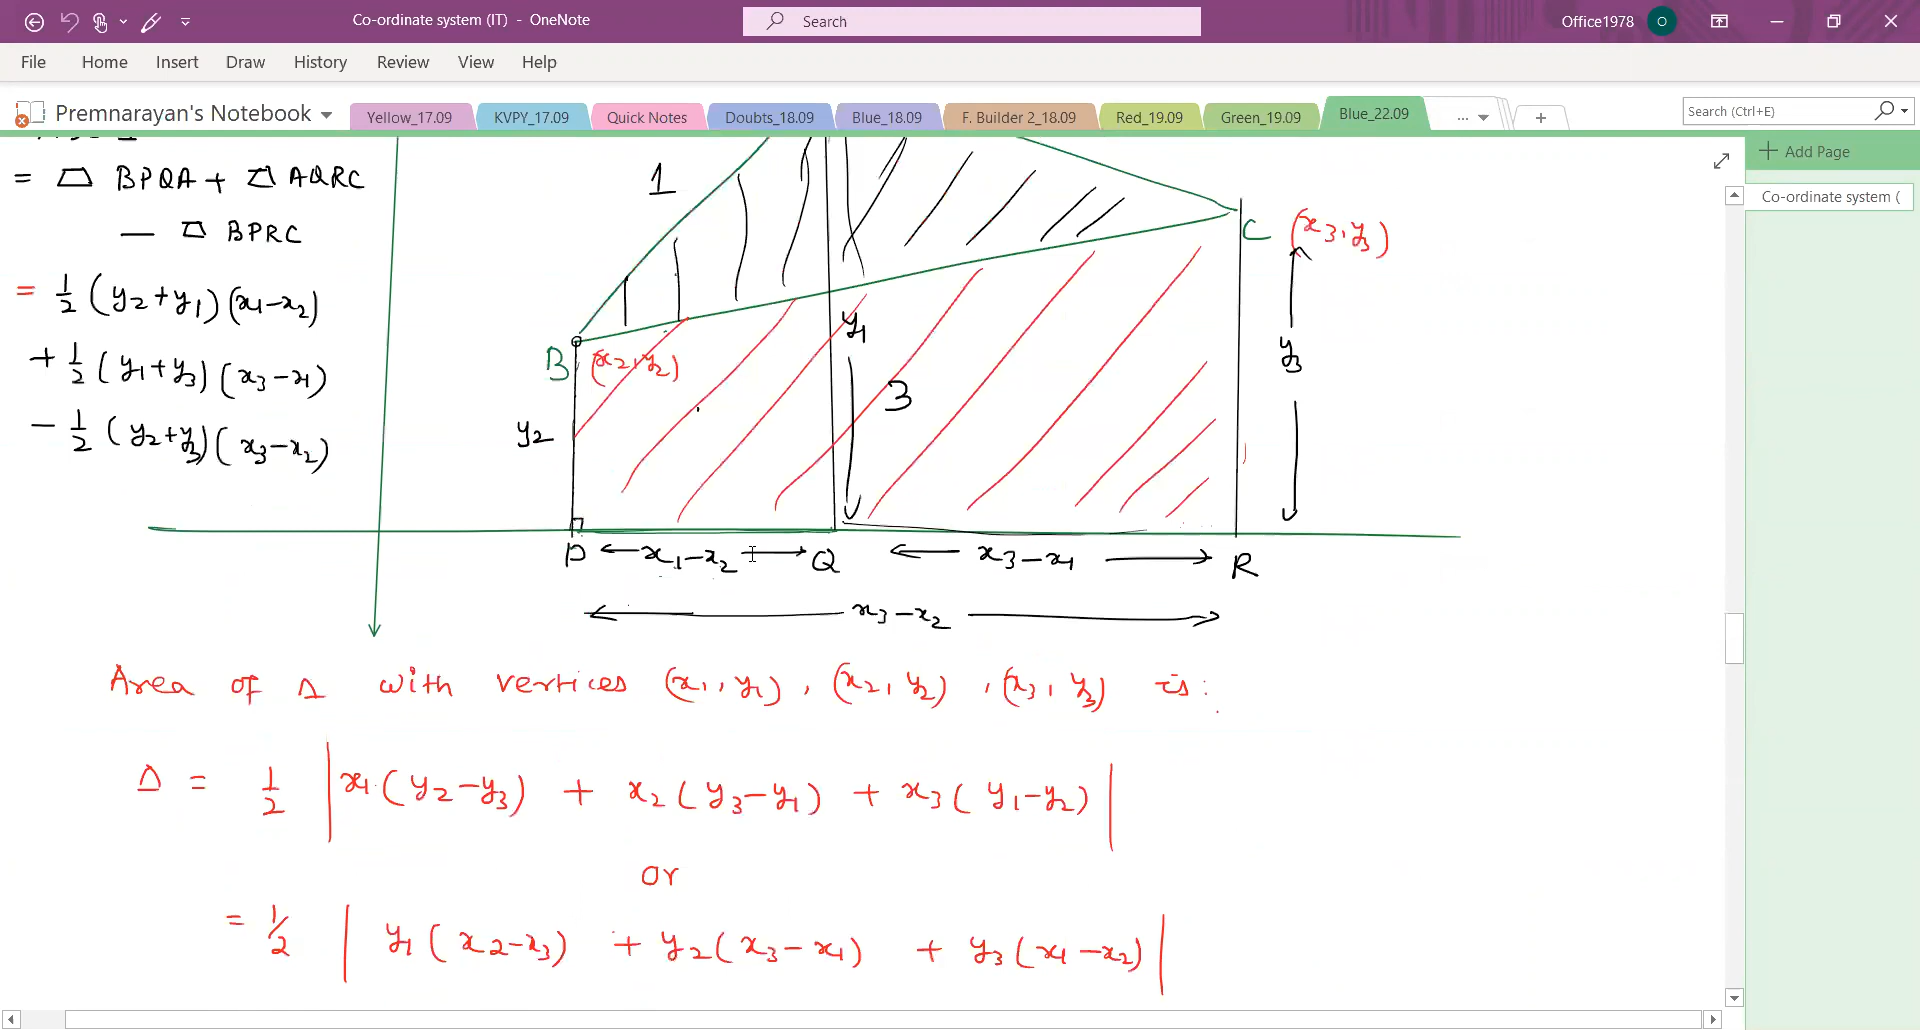 Co-ordinate system (IT) - OneNote
Search
Office1978
O
File Home Insert Draw History Review View Help
Premnarayan's Notebook
Yellow_17.09 KVPY_17.09 Quick Notes Doubts_18.09 Blue_18.09 F. Builder 2_18.09 Red_19.09 Green_19.09 Blue_22.09 ...
Search (Ctrl+E)
Add Page
Co-ordinate system (
= ⏢ BPQA + ⏢ AQRC
— ⏢ BPRC
= 1/2 (y2+y1)(x1-x2)
+ 1/2 (y1+y3)(x3-x1)
- 1/2 (y2+y3)(x3-x2)
1
C (x3,y3)
B (x2,y2)
y1
y3
3
y2
P x1-x2 Q x3-x1 R
x3-x2
Area of Δ with vertices (x1,y1), (x2,y2), (x3,y3) is:
Δ = 1/2 |x1(y2-y3) + x2(y3-y1) + x3(y1-y2)|
or
= 1/2 |y1(x2-x3) + y2(x3-x1) + y3(x1-x2)|